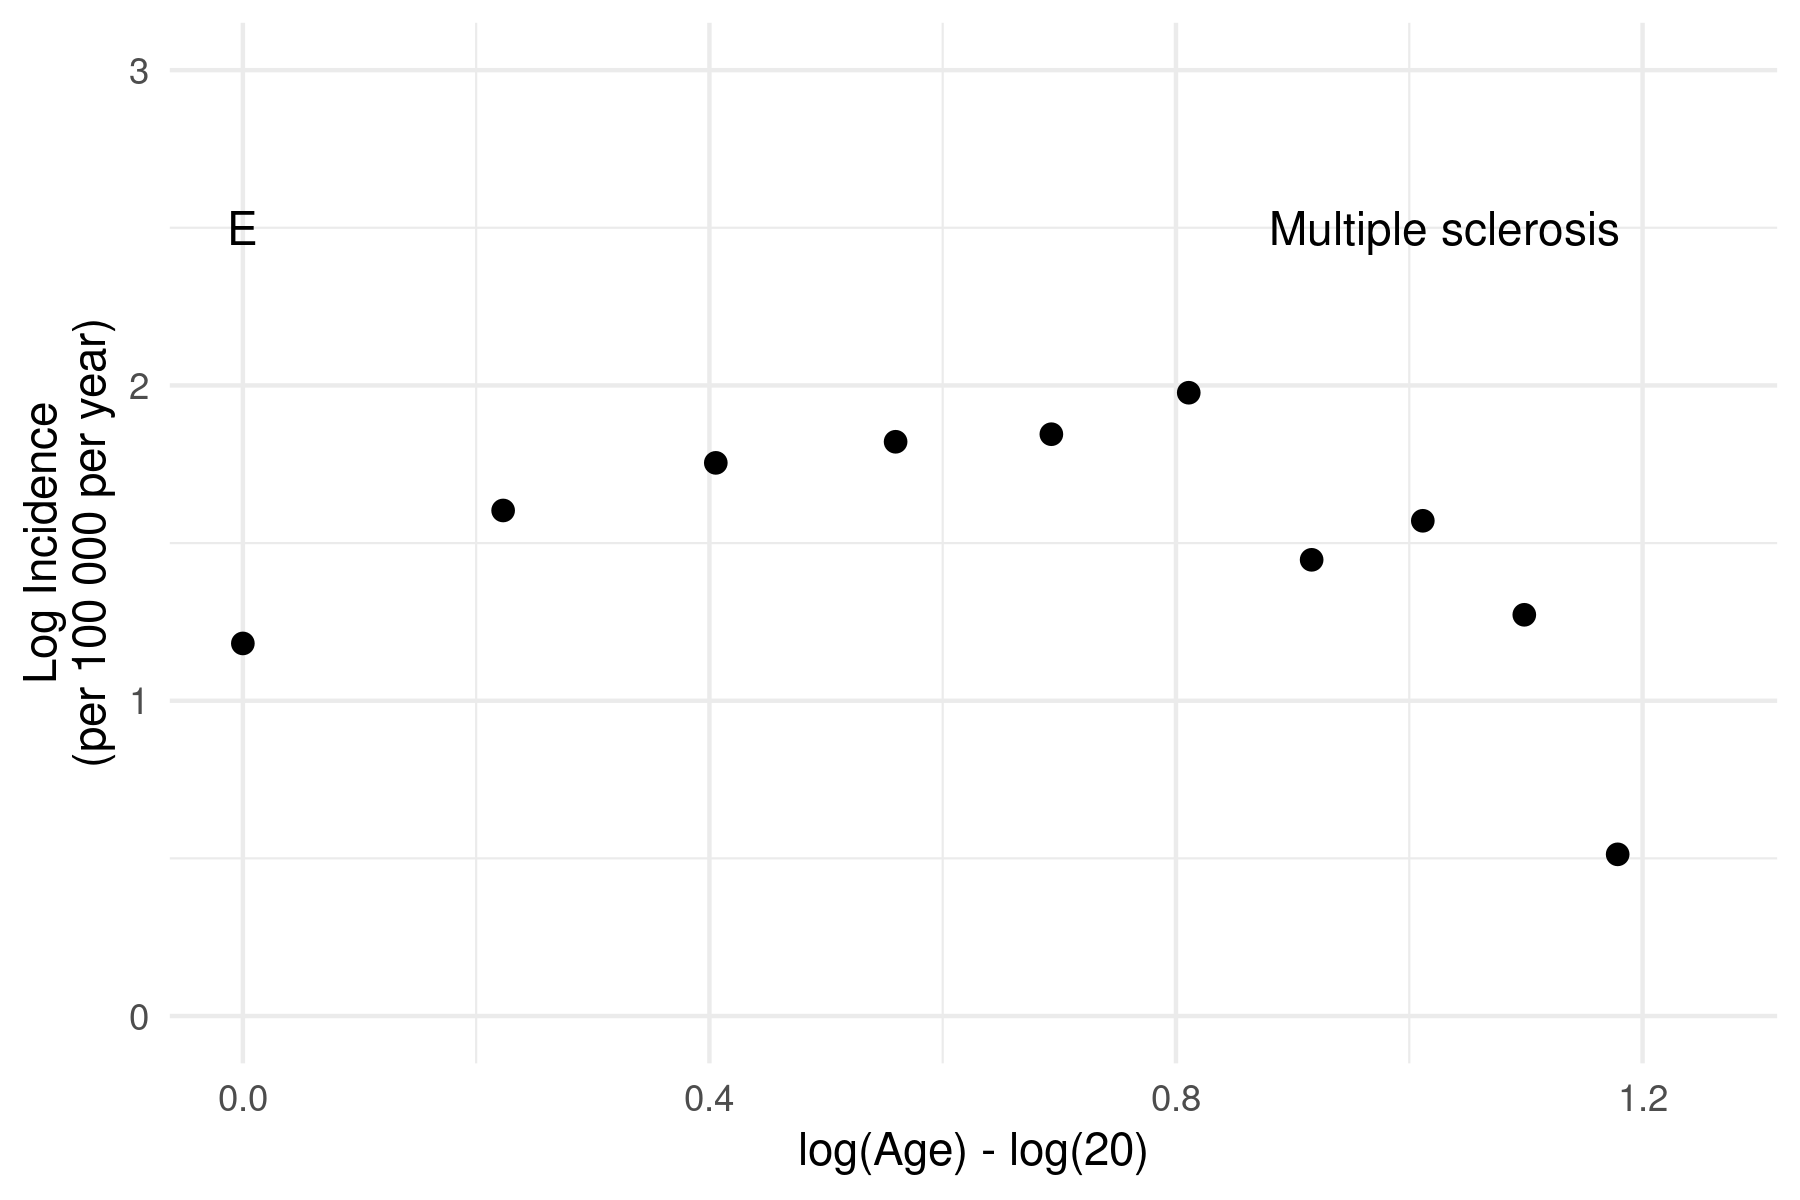 3
E
Multiple sclerosis
2
1
0
Log Incidence
(per 100 000 per year)
0.0
0.4
0.8
1.2
log(Age) - log(20)